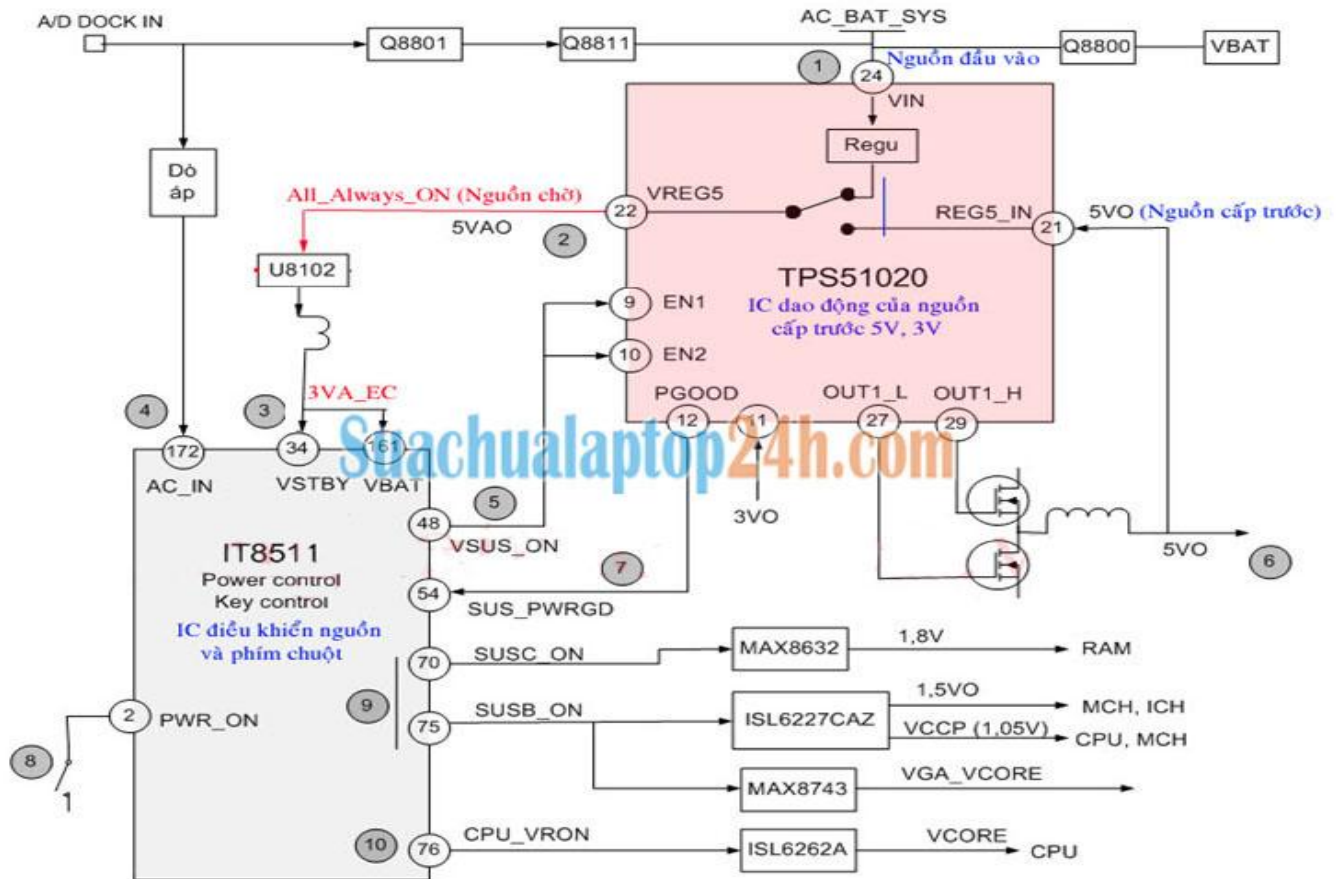 A/D DOCK IN
AC_BAT_SYS
Q8801
Q8811
Q8800
VBAT
1
Nguồn đầu vào
24
VIN
Regu
Dò
áp
All_Always_ON (Nguồn chờ)
VREG5
22
5VAO
2
REG5_IN
21
5VO (Nguồn cấp trước)
U8102
TPS51020
IC dao động của nguồn
cấp trước 5V, 3V
9
EN1
10
EN2
3VA_EC
PGOOD
OUT1_L
OUT1_H
12
11
27
29
4
3
172
34
161
Suachualaptop24h.com
AC_IN
VSTBY
VBAT
5
3VO
48
VSUS_ON
IT8511
Power control
Key control
IC điều khiển nguồn
và phím chuột
7
54
SUS_PWRGD
5VO
6
70
SUSC_ON
MAX8632
1,8V
RAM
9
75
SUSB_ON
ISL6227CAZ
1,5VO
MCH, ICH
VCCP (1,05V)
CPU, MCH
2
PWR_ON
8
MAX8743
VGA_VCORE
10
76
CPU_VRON
ISL6262A
VCORE
CPU